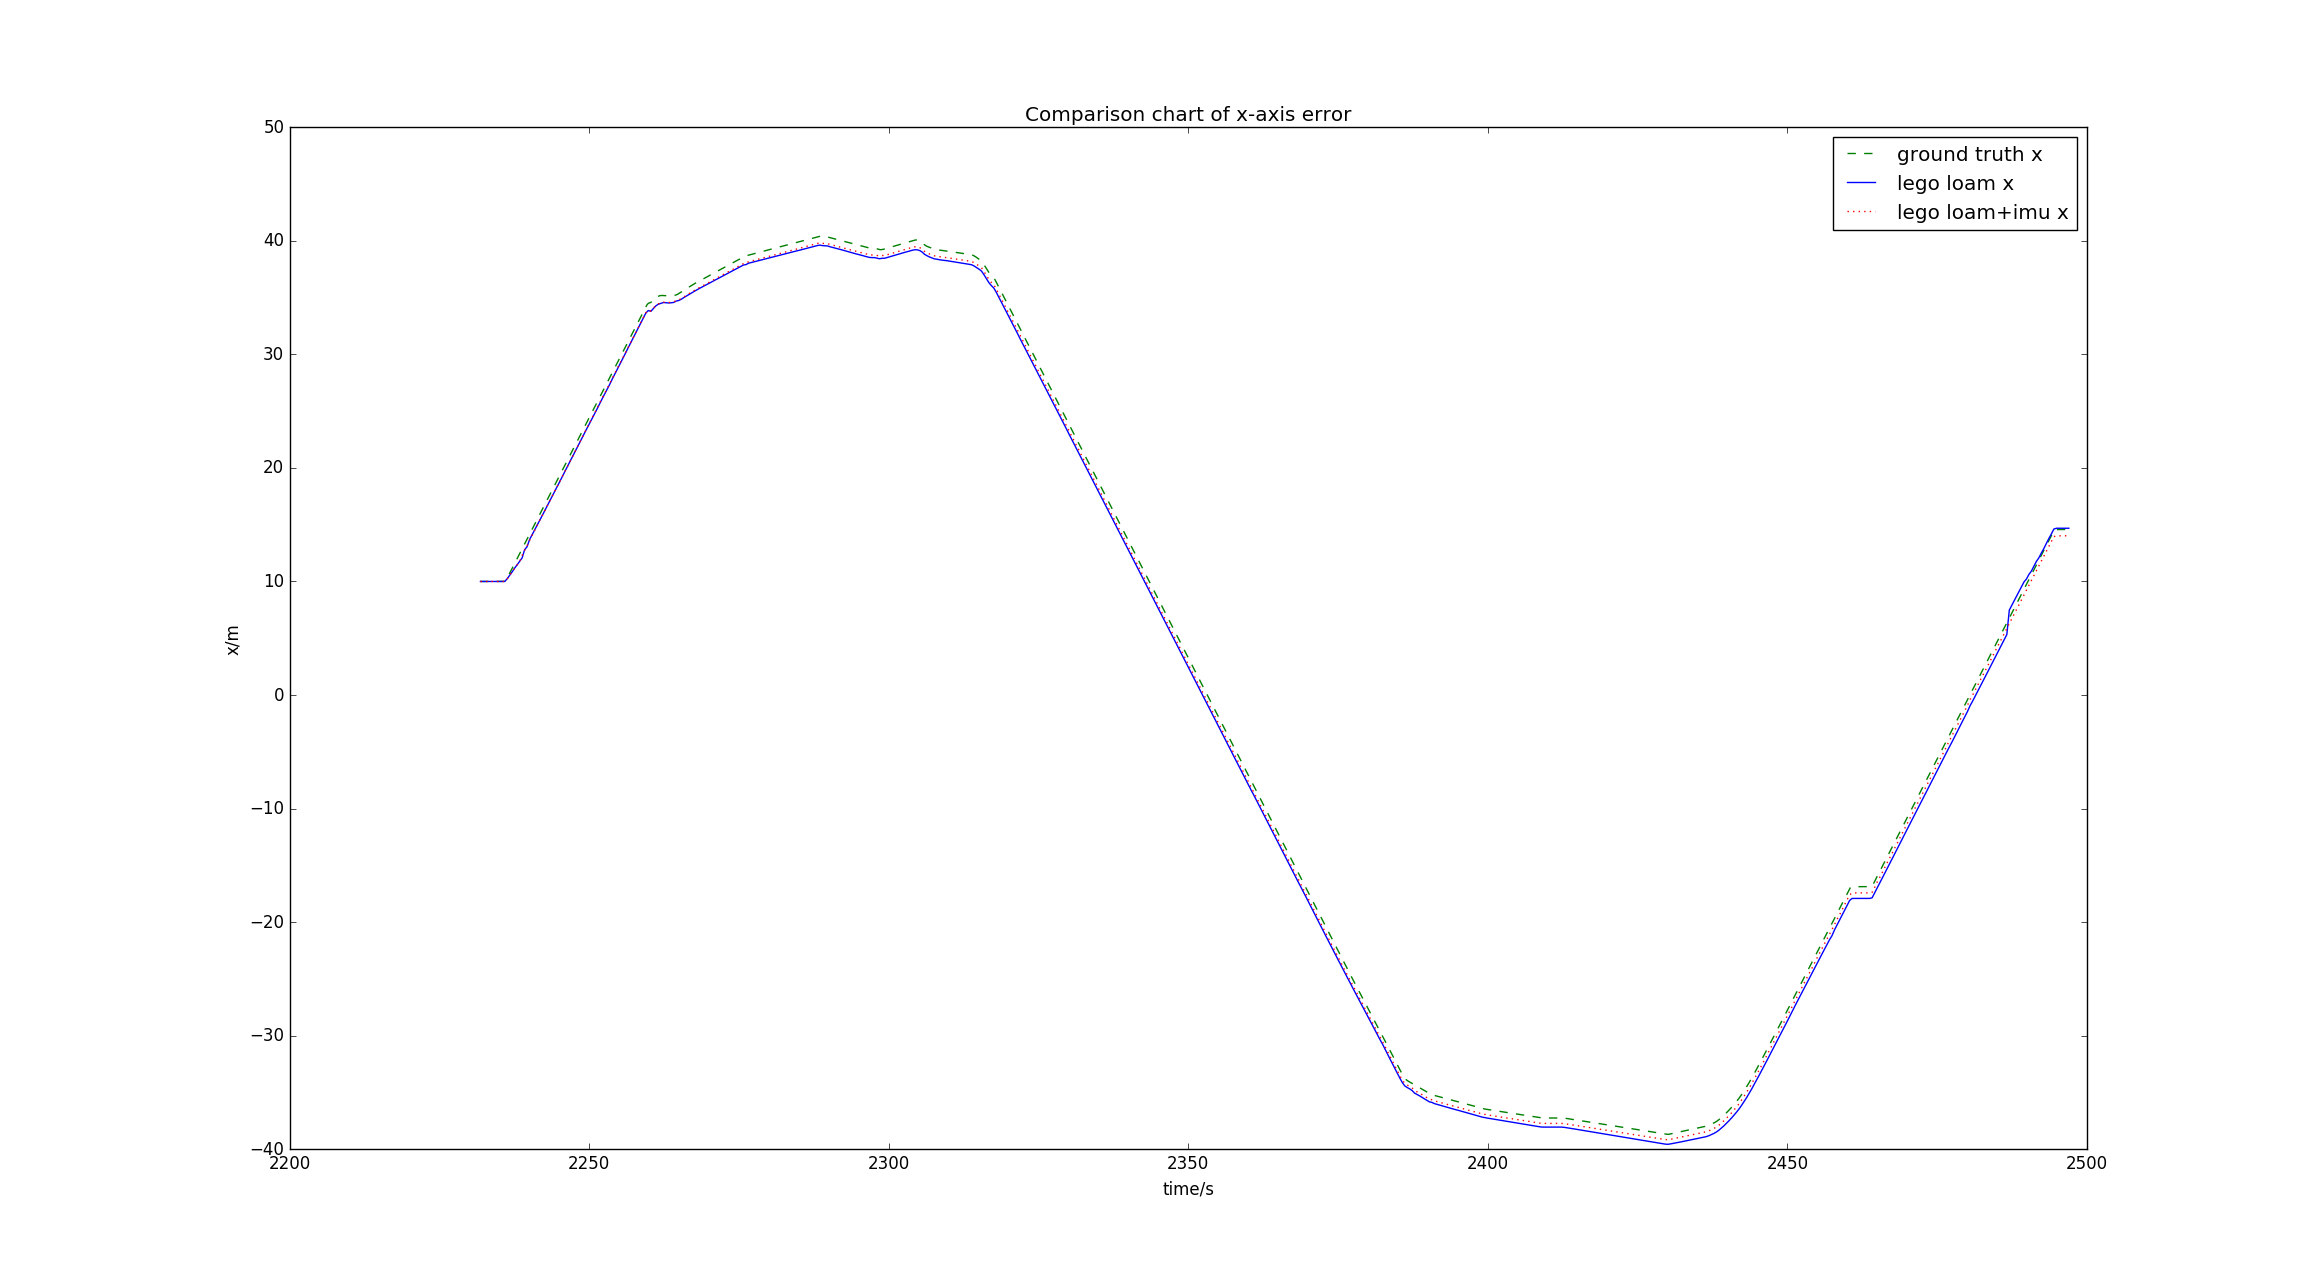 Comparison chart of x-axis error
50
40
30
20
10
0
−10
−20
−30
−40
x/m
ground truth x
lego loam x
lego loam+imu x
2200 2250 2300 2350 2400 2450 2500
time/s